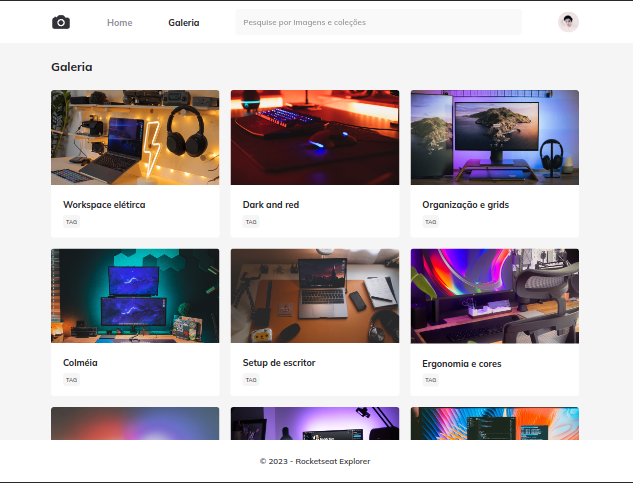 Home
Galeria
Pesquise por imagens e coleções
Galeria
Workspace elétirca
TAG
Dark and red
TAG
Organização e grids
TAG
Colméia
TAG
Setup de escritor
TAG
Ergonomia e cores
TAG
© 2023 - Rocketseat Explorer